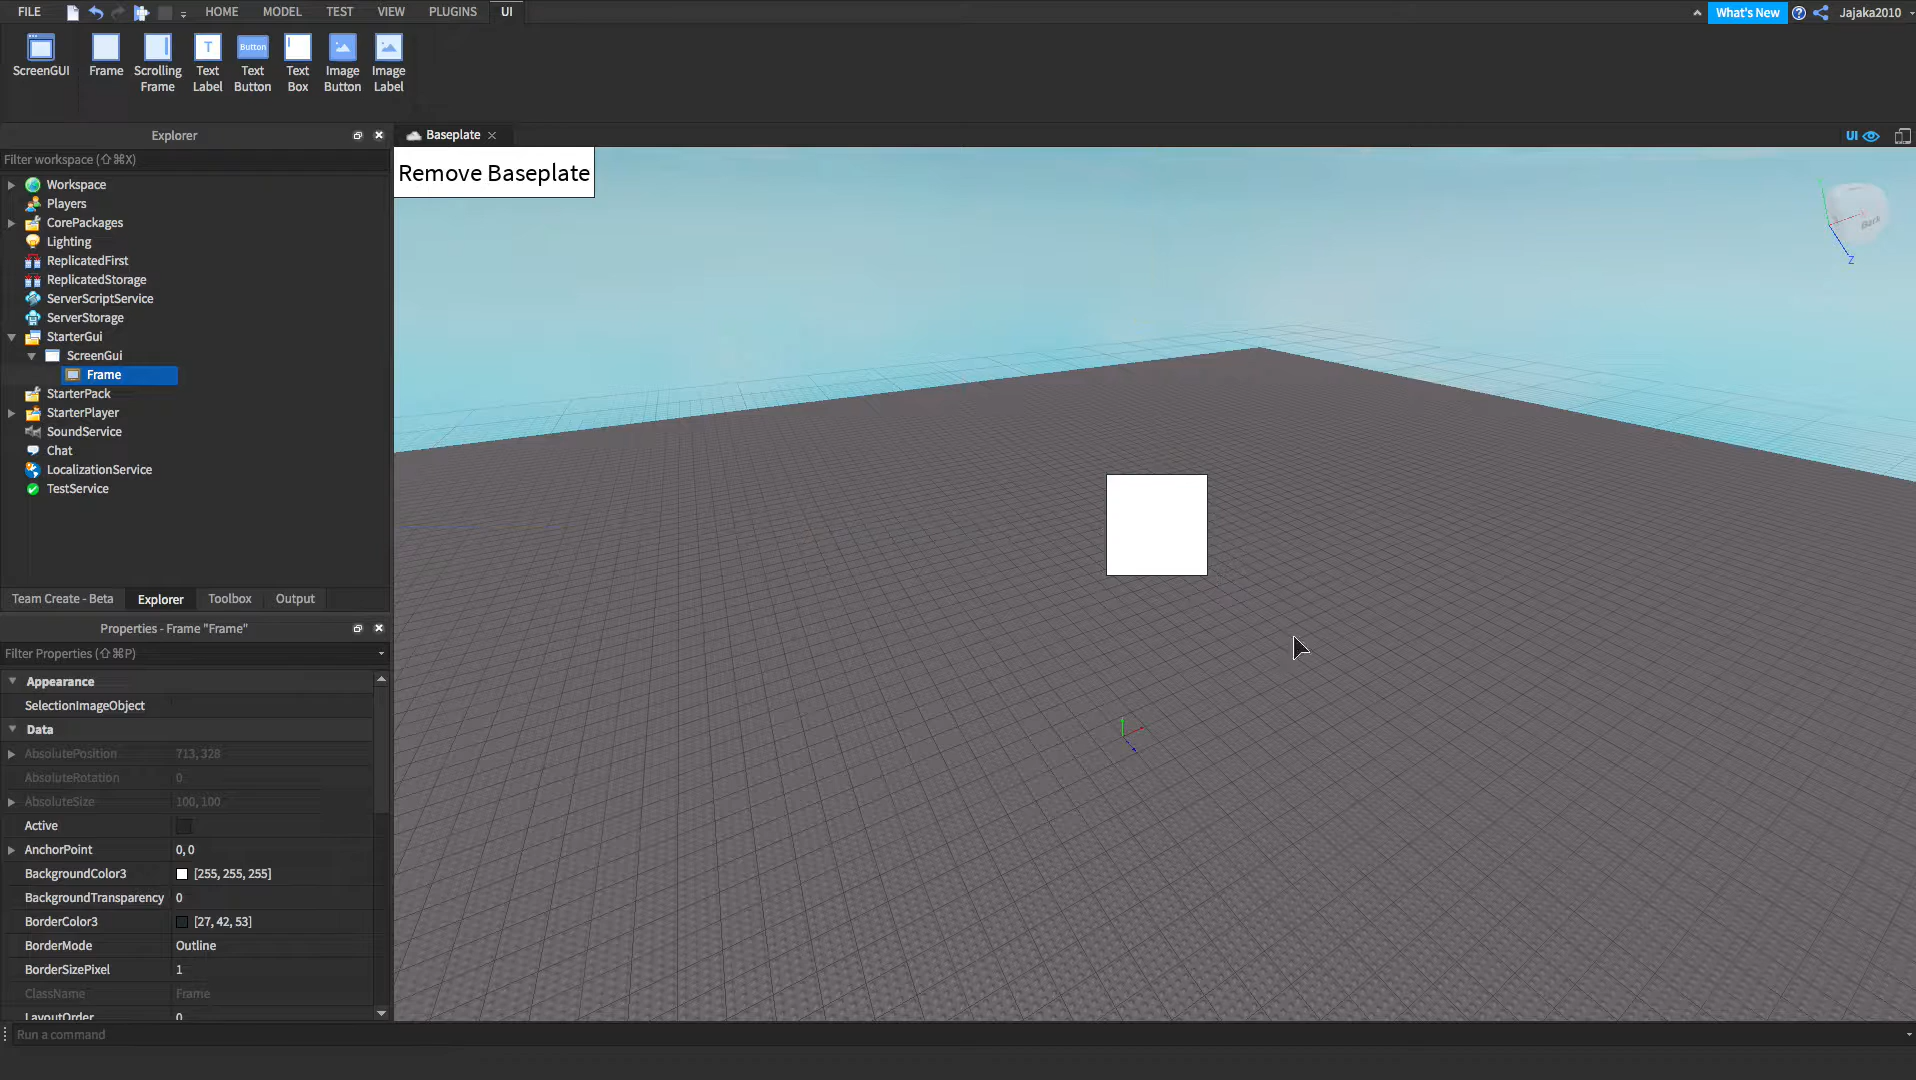 FILE
HOME
MODEL
TEST
VIEW
PLUGINS
UI
What's New
Jajaka2010
ScreenGUI
Frame
Scrolling
Frame
T
Text
Label
Button
Text
Button
Text
Box
Image
Button
Image
Label
Explorer
Filter workspace (⇧⌘X)
Workspace
Players
CorePackages
Lighting
ReplicatedFirst
ReplicatedStorage
ServerScriptService
ServerStorage
StarterGui
ScreenGui
Frame
StarterPack
StarterPlayer
SoundService
Chat
LocalizationService
TestService
Team Create - Beta
Explorer
Toolbox
Output
Properties - Frame "Frame"
Filter Properties (⇧⌘P)
Appearance
SelectionImageObject
Data
AbsolutePosition 713, 328
AbsoluteRotation 0
AbsoluteSize 100, 100
Active
AnchorPoint 0, 0
BackgroundColor3 [255, 255, 255]
BackgroundTransparency 0
BorderColor3 [27, 42, 53]
BorderMode Outline
BorderSizePixel 1
ClassName Frame
LayoutOrder 0
Run a command
Baseplate
UI
Remove Baseplate
Back
Z